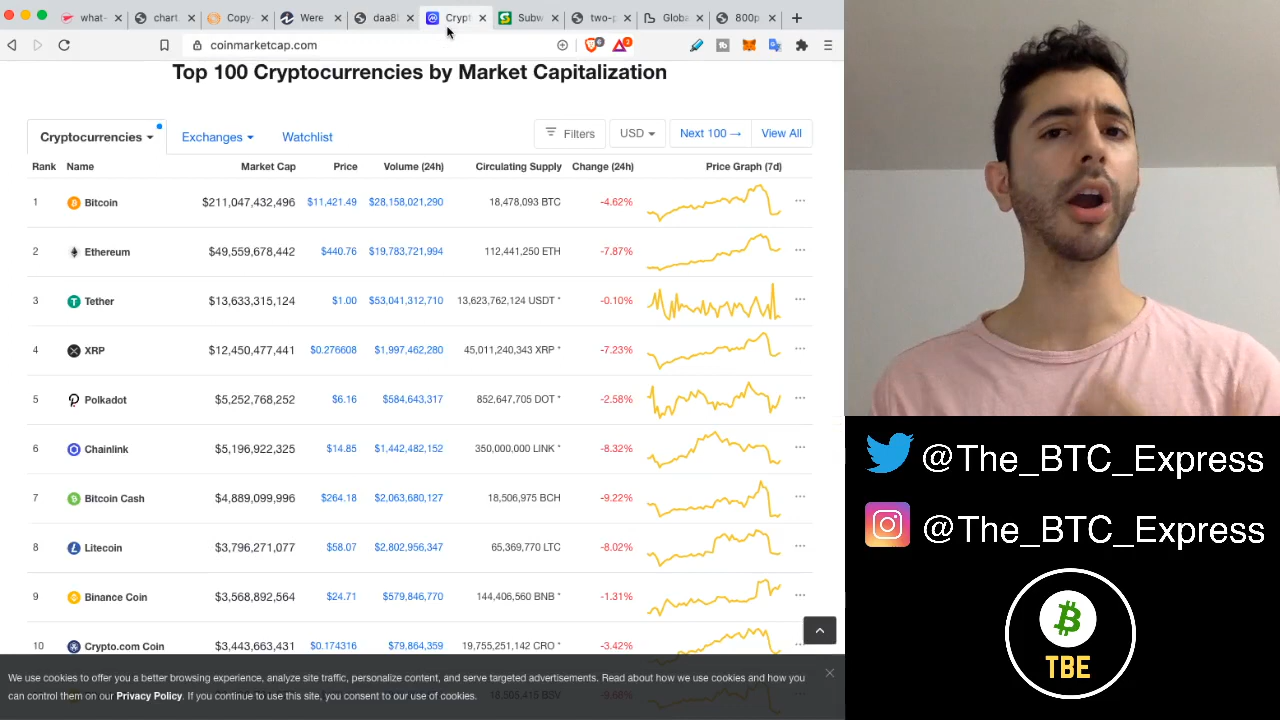 what-
chart.
Copy-
Were
daa8l
Crypt
Subw
two-p
Globa
800p
coinmarketcap.com
Top 100 Cryptocurrencies by Market Capitalization
Cryptocurrencies Exchanges Watchlist Filters USD Next 100 → View All
Rank Name Market Cap Price Volume (24h) Circulating Supply Change (24h) Price Graph (7d)
1 Bitcoin $211,047,432,496 $11,421.49 $28,158,021,290 18,478,093 BTC -4.62%
2 Ethereum $49,559,678,442 $440.76 $19,783,721,994 112,441,250 ETH -7.87%
3 Tether $13,633,315,124 $1.00 $53,041,312,710 13,623,762,124 USDT * -0.10%
4 XRP $12,450,477,441 $0.276608 $1,997,462,280 45,011,240,343 XRP * -7.23%
5 Polkadot $5,252,768,252 $6.16 $584,643,317 852,647,705 DOT * -2.58%
6 Chainlink $5,196,922,325 $14.85 $1,442,482,152 350,000,000 LINK * -8.32%
7 Bitcoin Cash $4,889,099,996 $264.18 $2,063,680,127 18,506,975 BCH -9.22%
8 Litecoin $3,796,271,077 $58.07 $2,802,956,347 65,369,770 LTC -8.02%
9 Binance Coin $3,568,892,564 $24.71 $579,846,770 144,406,560 BNB * -1.31%
10 Crypto.com Coin $3,443,663,431 $0.174316 $79,864,359 19,755,251,142 CRO * -3.42%
We use cookies to offer you a better browsing experience, analyze site traffic, personalize content, and serve targeted advertisements. Read about how we use cookies and how you
can control them on our Privacy Policy. If you continue to use this site, you consent to our use of cookies.
@The_BTC_Express
@The_BTC_Express
TBE